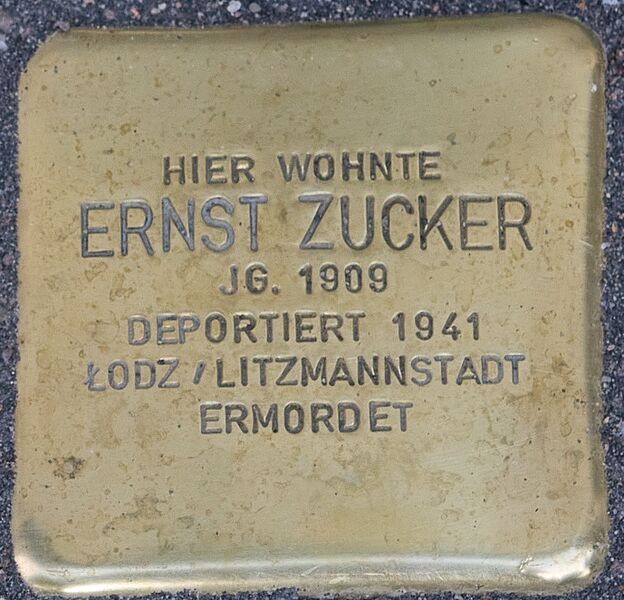 HIER WOHNTE
ERNST ZUCKER
JG. 1909
DEPORTIERT 1941
ŁODZ / LITZMANNSTADT
ERMORDET